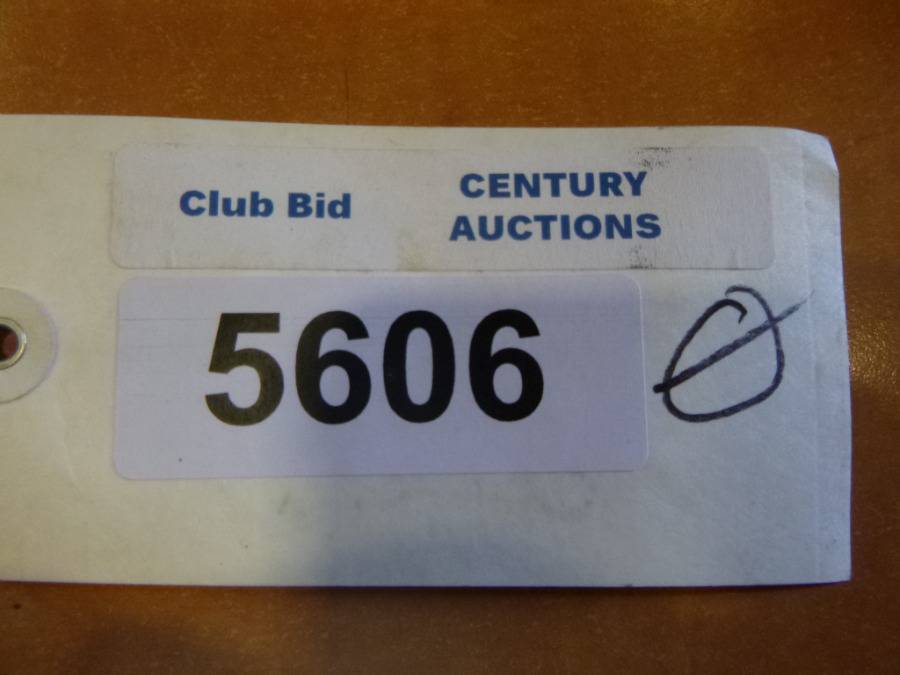 Club Bid
CENTURY
AUCTIONS
5606
Ø